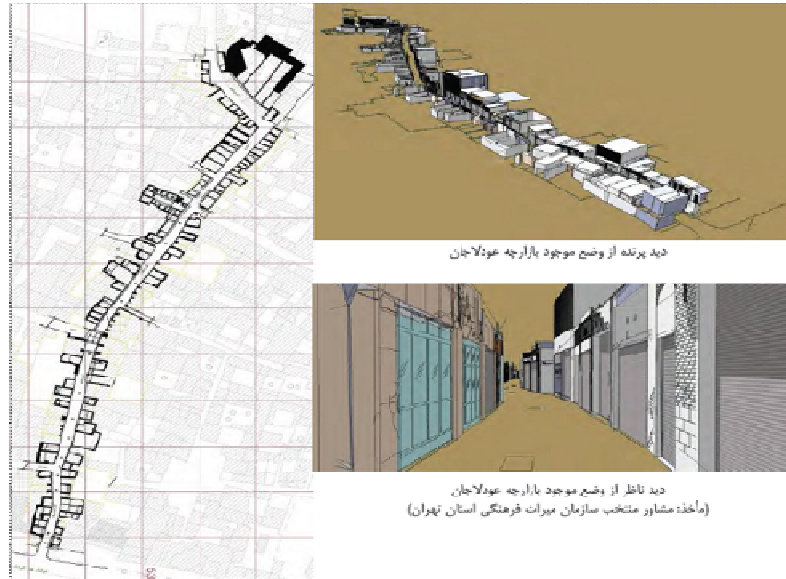 دید پرنده از وضع موجود بازارچه عودلاجان
دید ناظر از وضع موجود بازارچه عودلاجان
(مأخذ: مشاور منتخب سازمان میراث فرهنگی استان تهران)